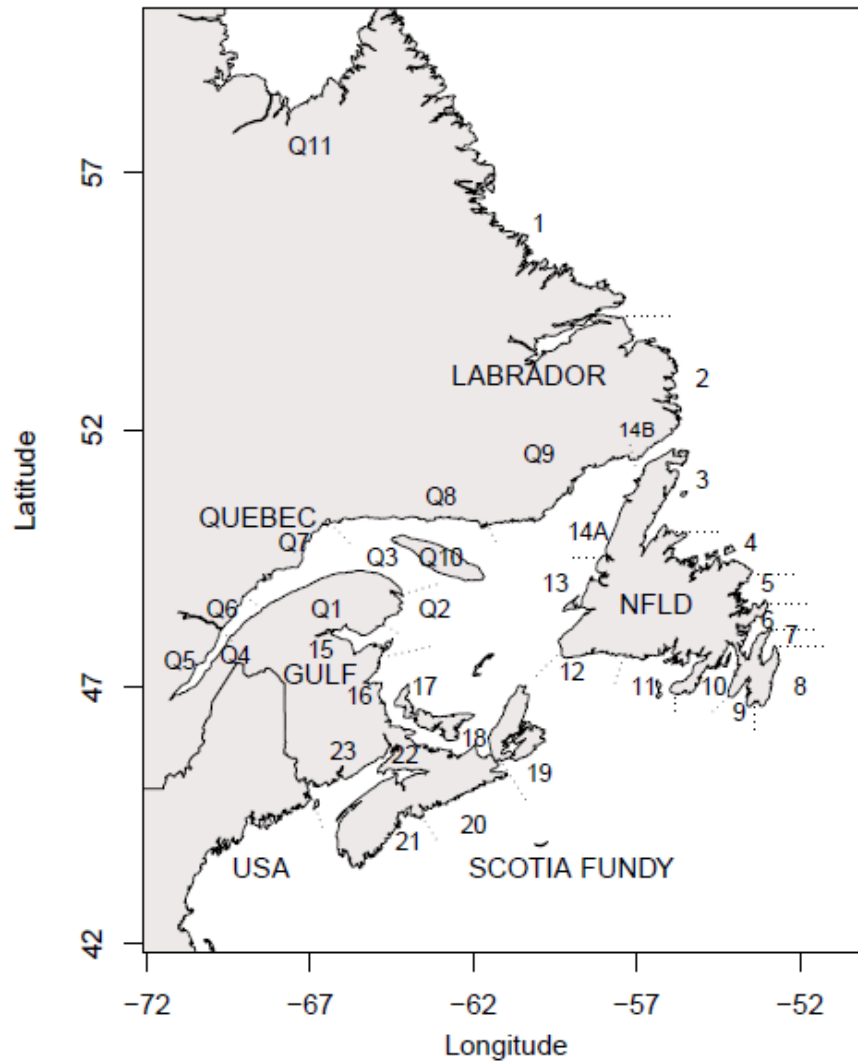 Q11
57
1
LABRADOR
2
52
14B
Q9
3
Q8
QUEBEC
14A
4
Q7
Q3
Q10
5
13
NFLD
Q6
Q1
Q2
6
7
15
Q5
Q4
GULF
12
47
16
17
11
10
8
9
18
23
22
19
20
21
USA
SCOTIA FUNDY
42
Latitude
−72
−67
−62
−57
−52
Longitude